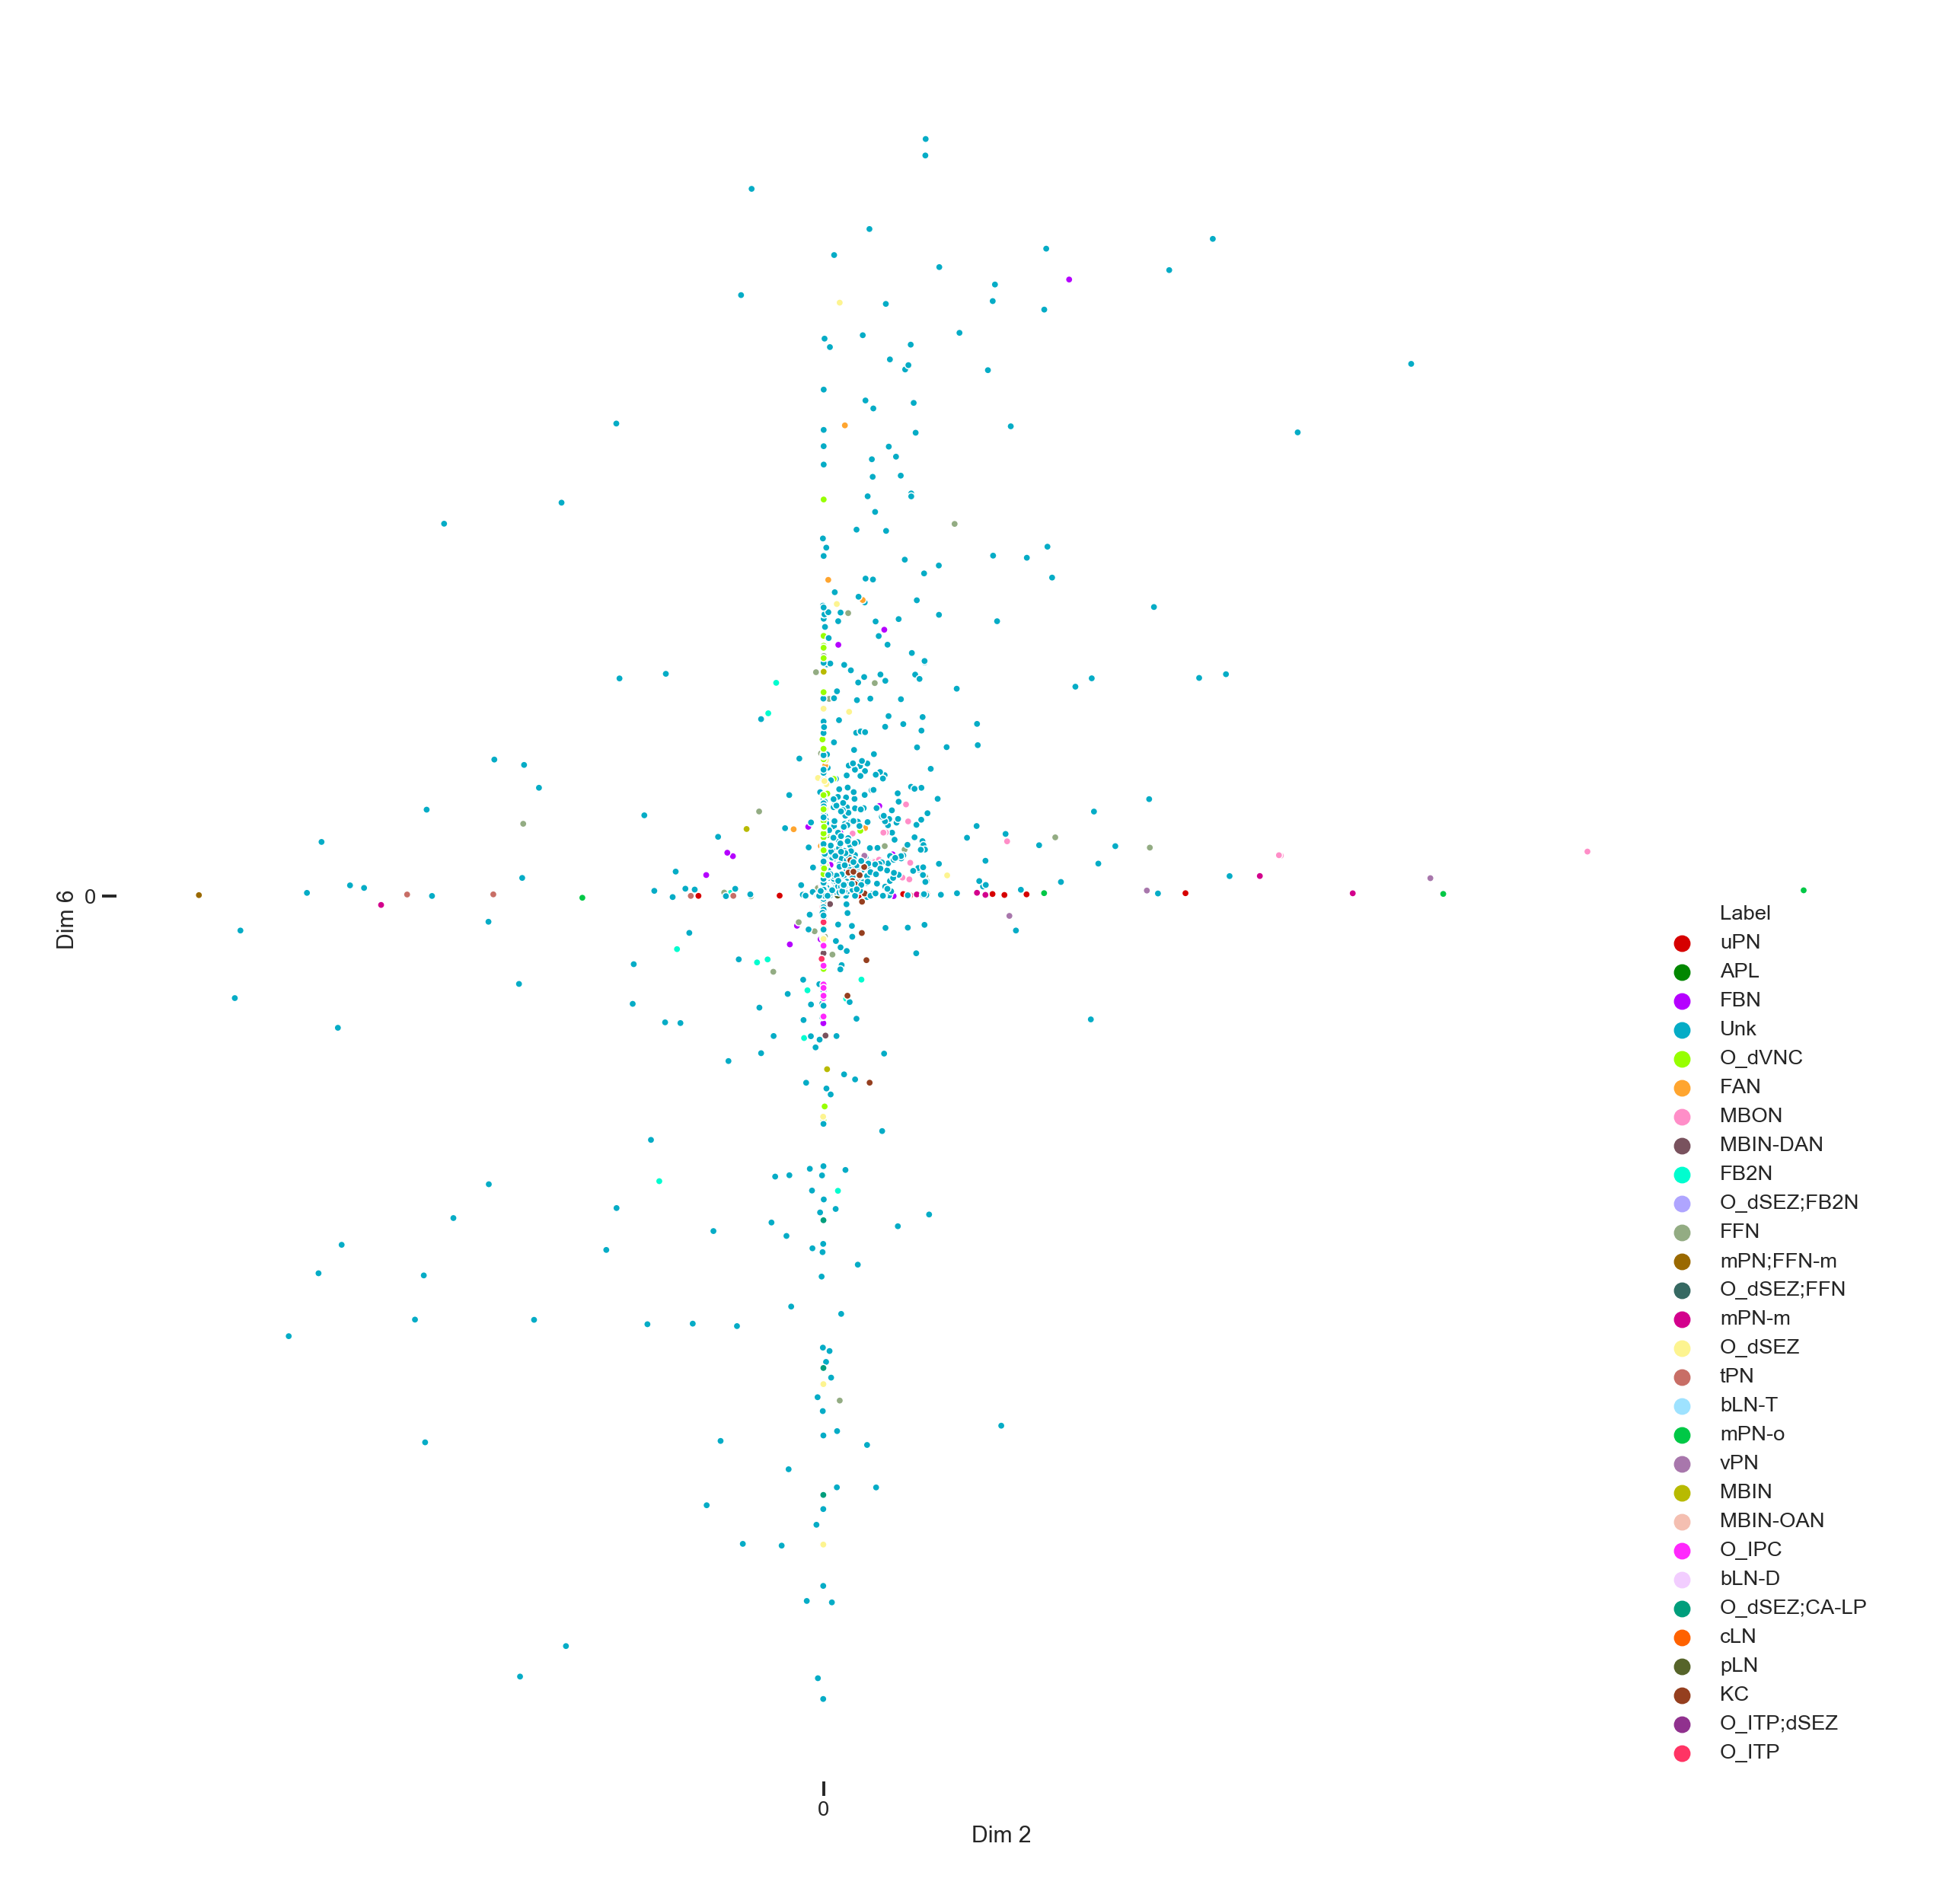 Dim 6
0
Label
uPN
APL
FBN
Unk
O_dVNC
FAN
MBON
MBIN-DAN
FB2N
O_dSEZ;FB2N
FFN
mPN;FFN-m
O_dSEZ;FFN
mPN-m
O_dSEZ
tPN
bLN-T
mPN-o
vPN
MBIN
MBIN-OAN
O_IPC
bLN-D
O_dSEZ;CA-LP
cLN
pLN
KC
O_ITP;dSEZ
O_ITP
0
Dim 2